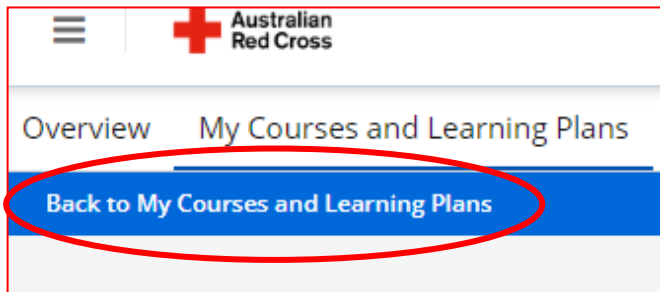 Australian
Red Cross
Overview My Courses and Learning Plans
Back to My Courses and Learning Plans